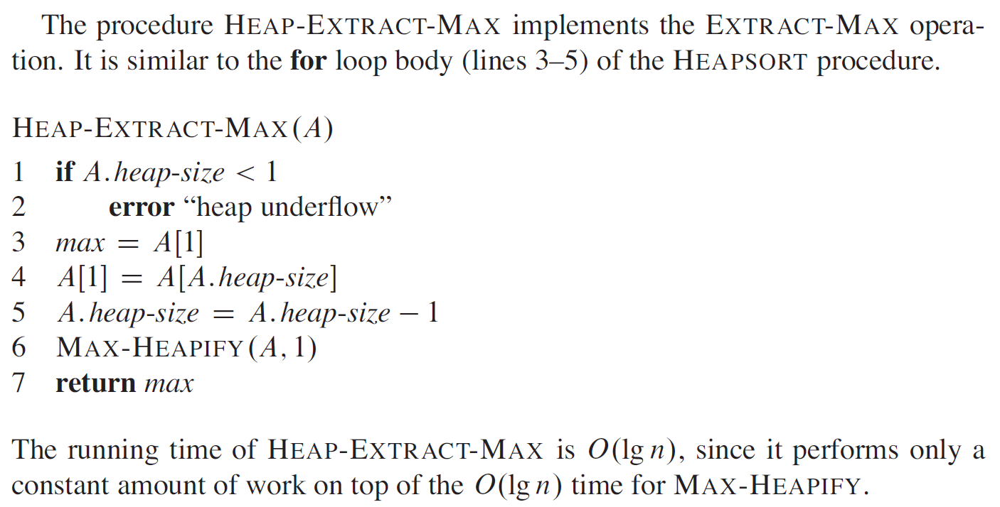 The procedure HEAP-EXTRACT-MAX implements the EXTRACT-MAX opera-
tion. It is similar to the for loop body (lines 3–5) of the HEAPSORT procedure.
HEAP-EXTRACT-MAX(A)
1 if A.heap-size < 1
2 error “heap underflow”
3 max = A[1]
4 A[1] = A[A.heap-size]
5 A.heap-size = A.heap-size − 1
6 MAX-HEAPIFY(A, 1)
7 return max
The running time of HEAP-EXTRACT-MAX is O(lg n), since it performs only a
constant amount of work on top of the O(lg n) time for MAX-HEAPIFY.